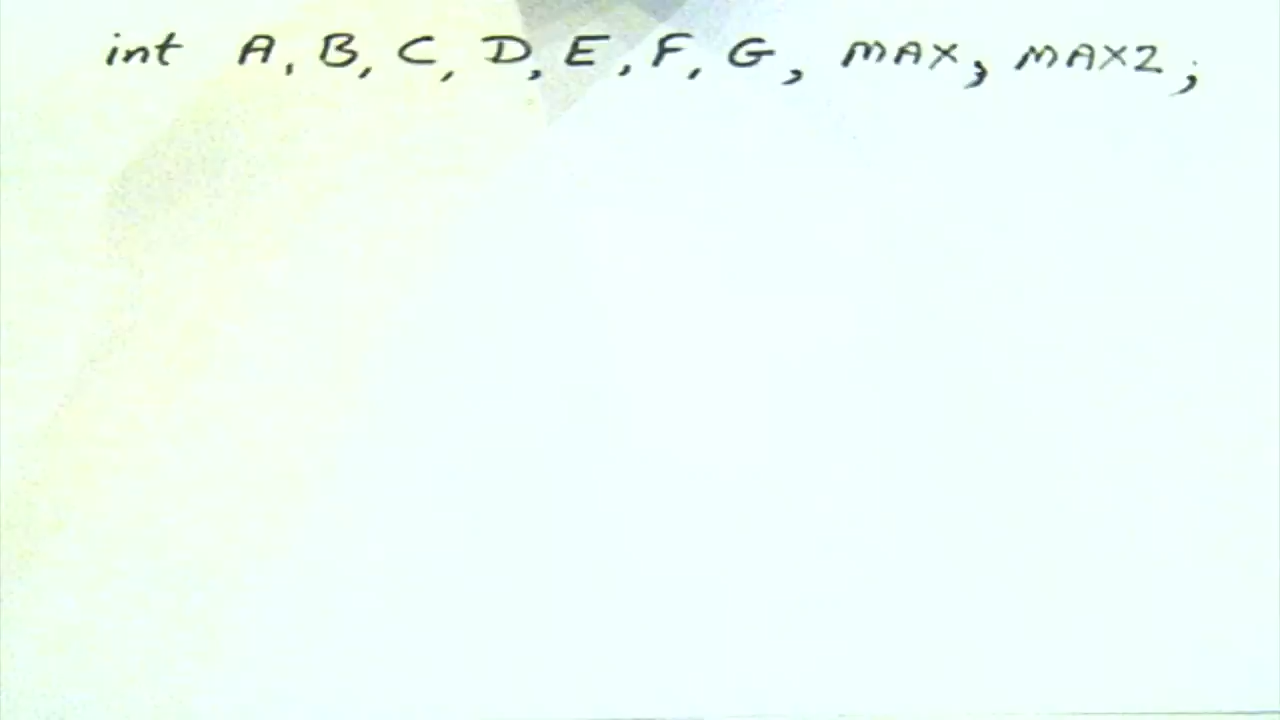 int A, B, C, D, E, F, G, MAX, MAX2;